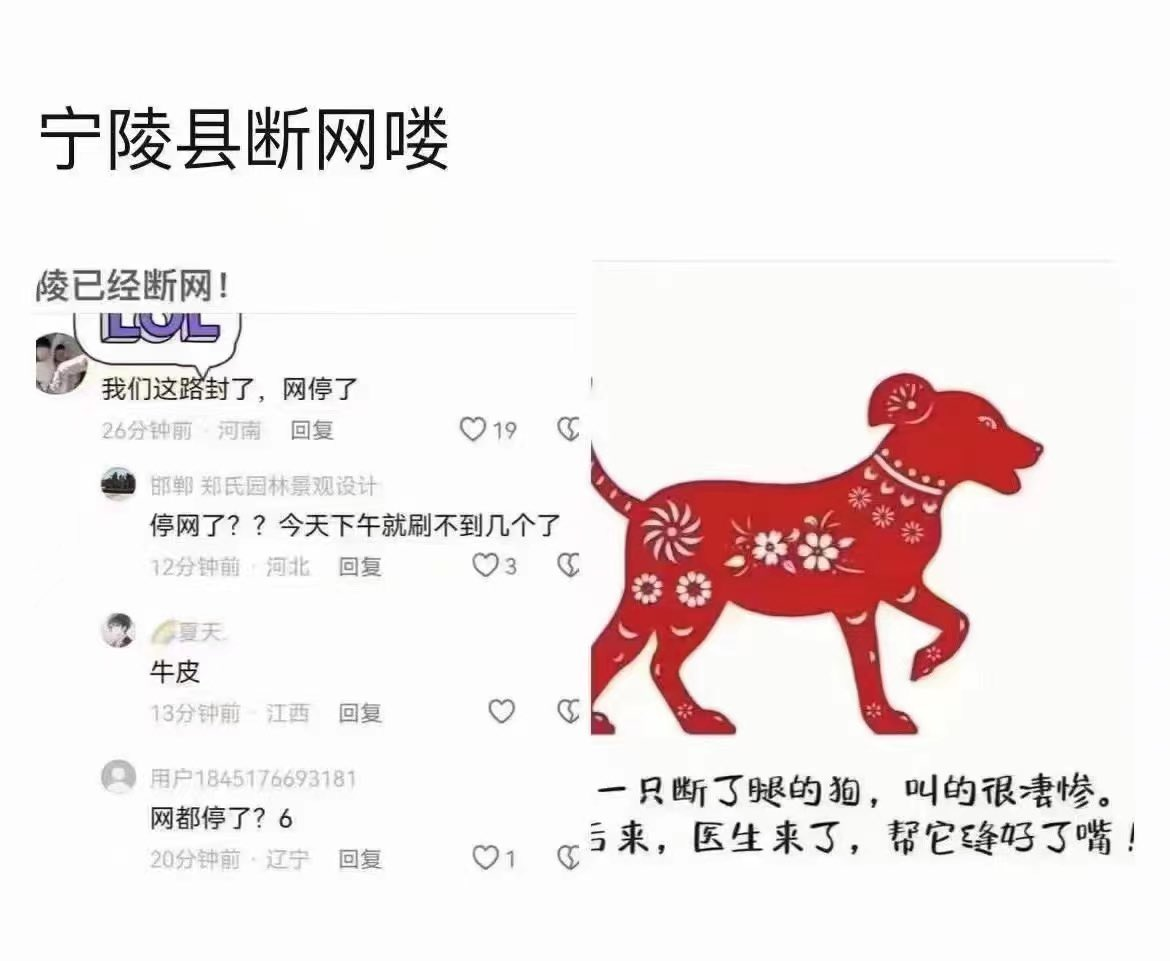 宁陵县断网喽
陵已经断网！
LOL
我们这路封了，网停了
26分钟前 · 河南 回复 19
邯郸 郑氏园林景观设计
停网了？？今天下午就刷不到几个了
12分钟前 · 河北 回复 3
🌈夏天.
牛皮
13分钟前 · 江西 回复
用户1845176693181
网都停了？6
20分钟前 · 辽宁 回复 1
一只断了腿的狗，叫的很凄惨。
后来，医生来了，帮它缝好了嘴！